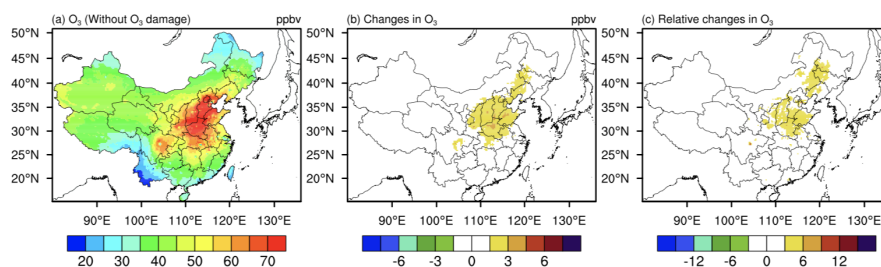 (a) O₃ (Without O₃ damage) ppbv
(b) Changes in O₃ ppbv
(c) Relative changes in O₃
50°N
45°N
40°N
35°N
30°N
25°N
20°N
90°E 100°E 110°E 120°E 130°E
20 30 40 50 60 70
50°N
45°N
40°N
35°N
30°N
25°N
20°N
90°E 100°E 110°E 120°E 130°E
-6 -3 0 3 6
50°N
45°N
40°N
35°N
30°N
25°N
20°N
90°E 100°E 110°E 120°E 130°E
-12 -6 0 6 12